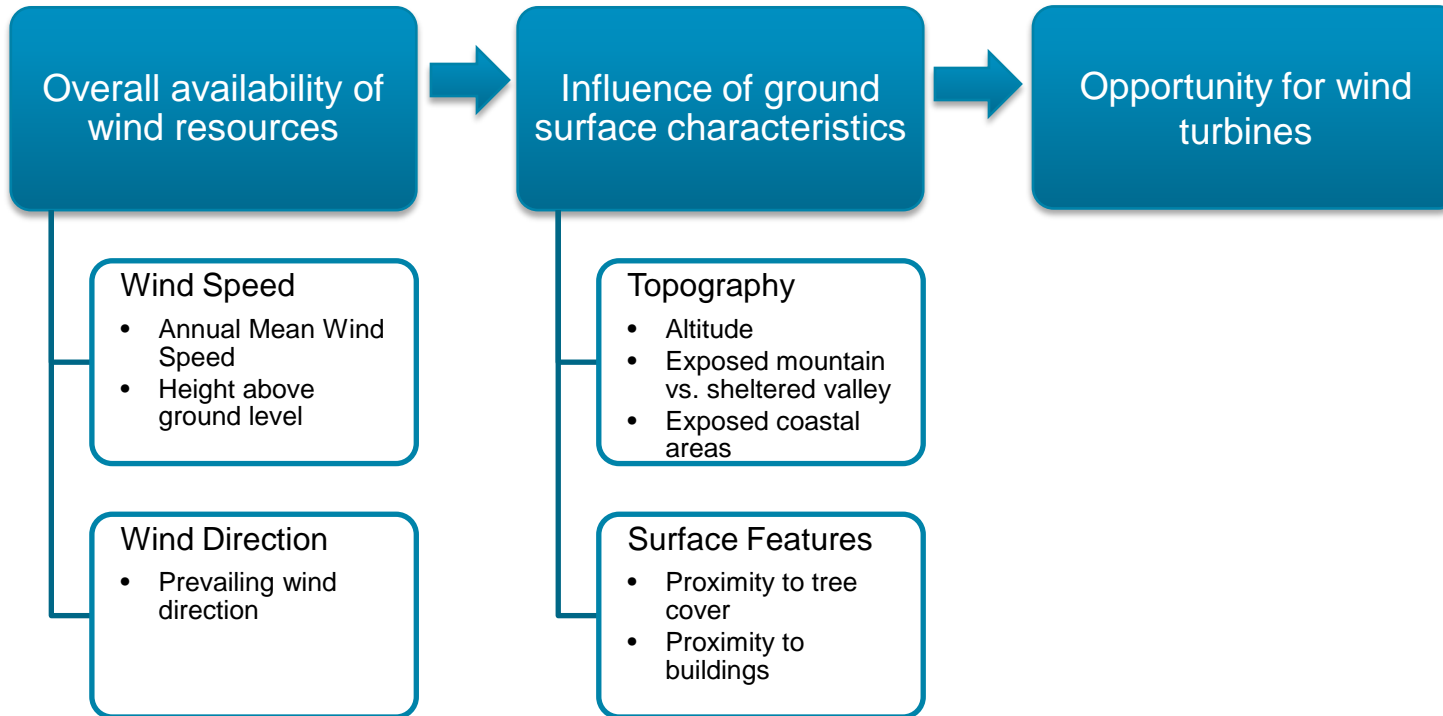 Overall availability of
wind resources
Influence of ground
surface characteristics
Opportunity for wind
turbines
Wind Speed
• Annual Mean Wind
Speed
• Height above
ground level
Wind Direction
• Prevailing wind
direction
Topography
• Altitude
• Exposed mountain
vs. sheltered valley
• Exposed coastal
areas
Surface Features
• Proximity to tree
cover
• Proximity to
buildings